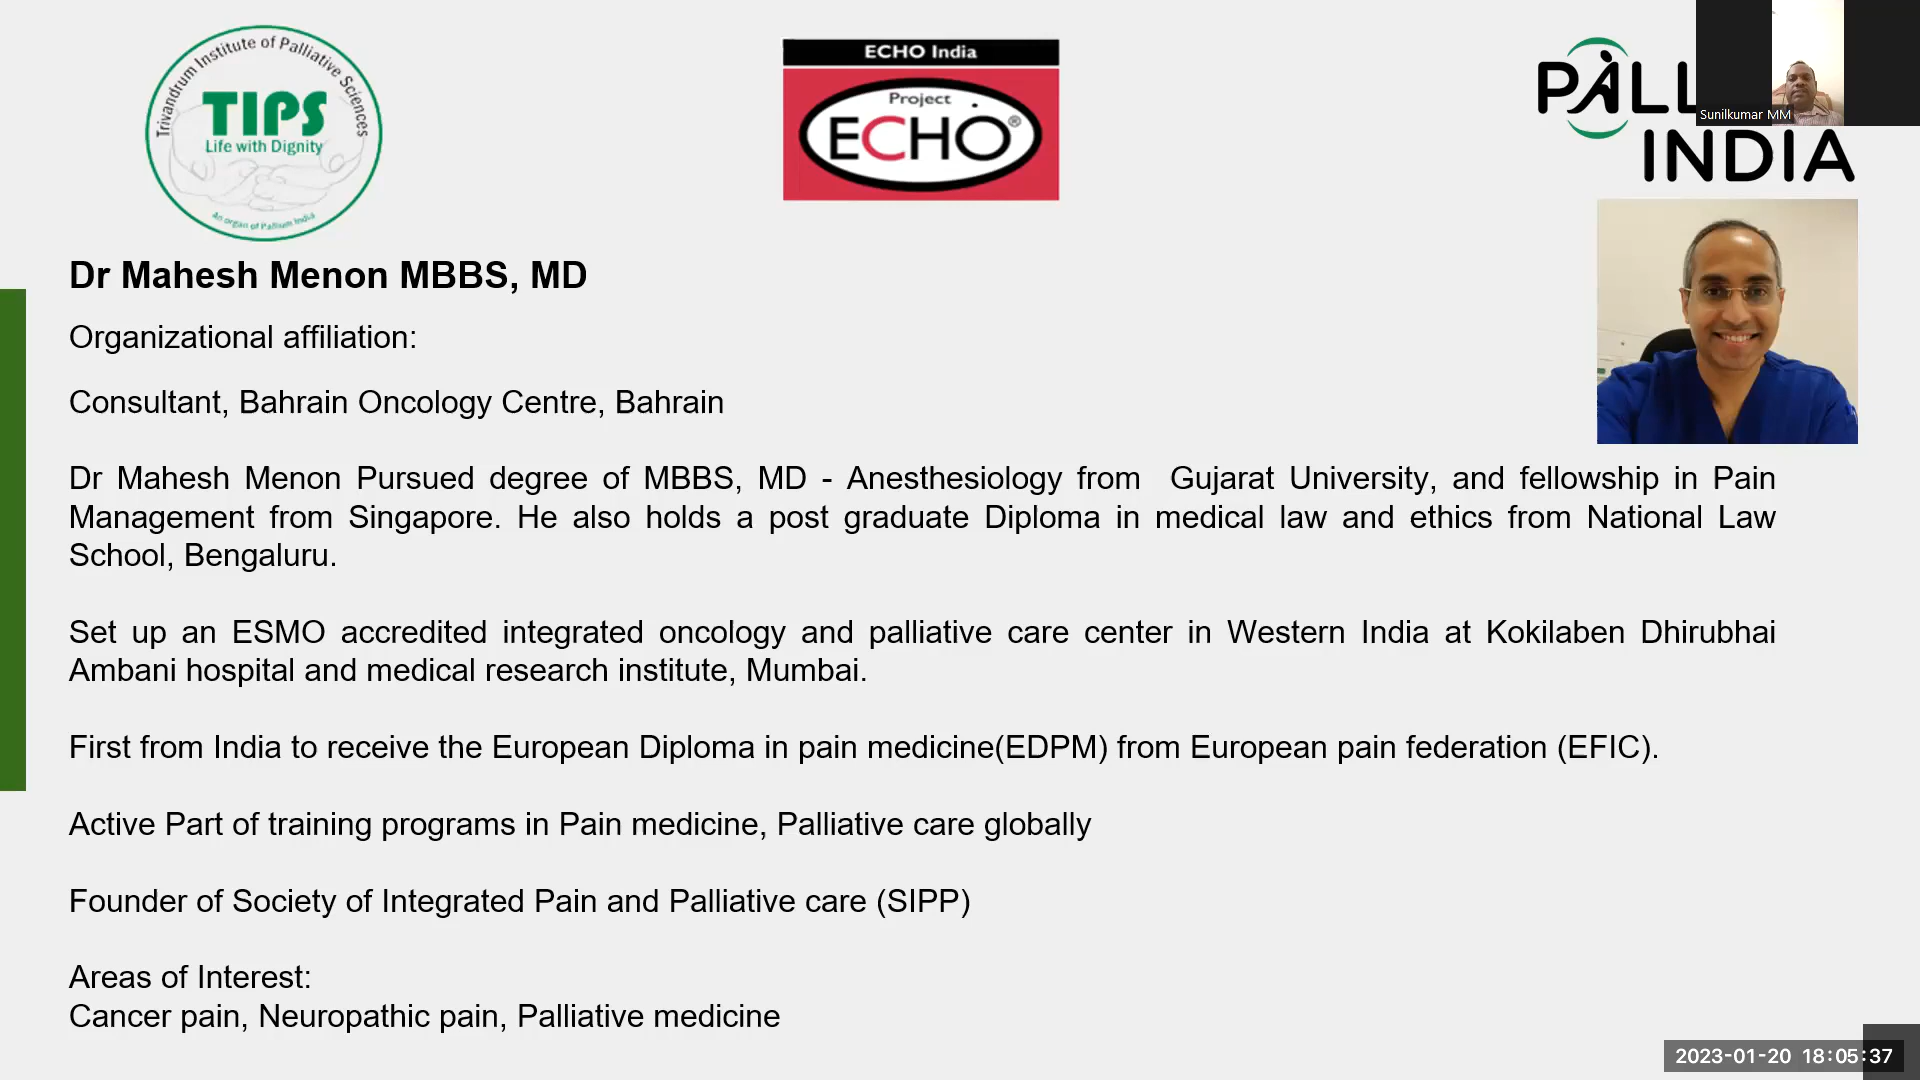 Trivandrum Institute of Palliative Sciences
TIPS
Life with Dignity
An organ of Pallium India
ECHO India
Project
ECHO®
PALL
INDIA
Sunilkumar MM
Dr Mahesh Menon MBBS, MD
Organizational affiliation:
Consultant, Bahrain Oncology Centre, Bahrain
Dr Mahesh Menon Pursued degree of MBBS, MD - Anesthesiology from Gujarat University, and fellowship in Pain
Management from Singapore. He also holds a post graduate Diploma in medical law and ethics from National Law
School, Bengaluru.
Set up an ESMO accredited integrated oncology and palliative care center in Western India at Kokilaben Dhirubhai
Ambani hospital and medical research institute, Mumbai.
First from India to receive the European Diploma in pain medicine(EDPM) from European pain federation (EFIC).
Active Part of training programs in Pain medicine, Palliative care globally
Founder of Society of Integrated Pain and Palliative care (SIPP)
Areas of Interest:
Cancer pain, Neuropathic pain, Palliative medicine
2023-01-20 18:05:37